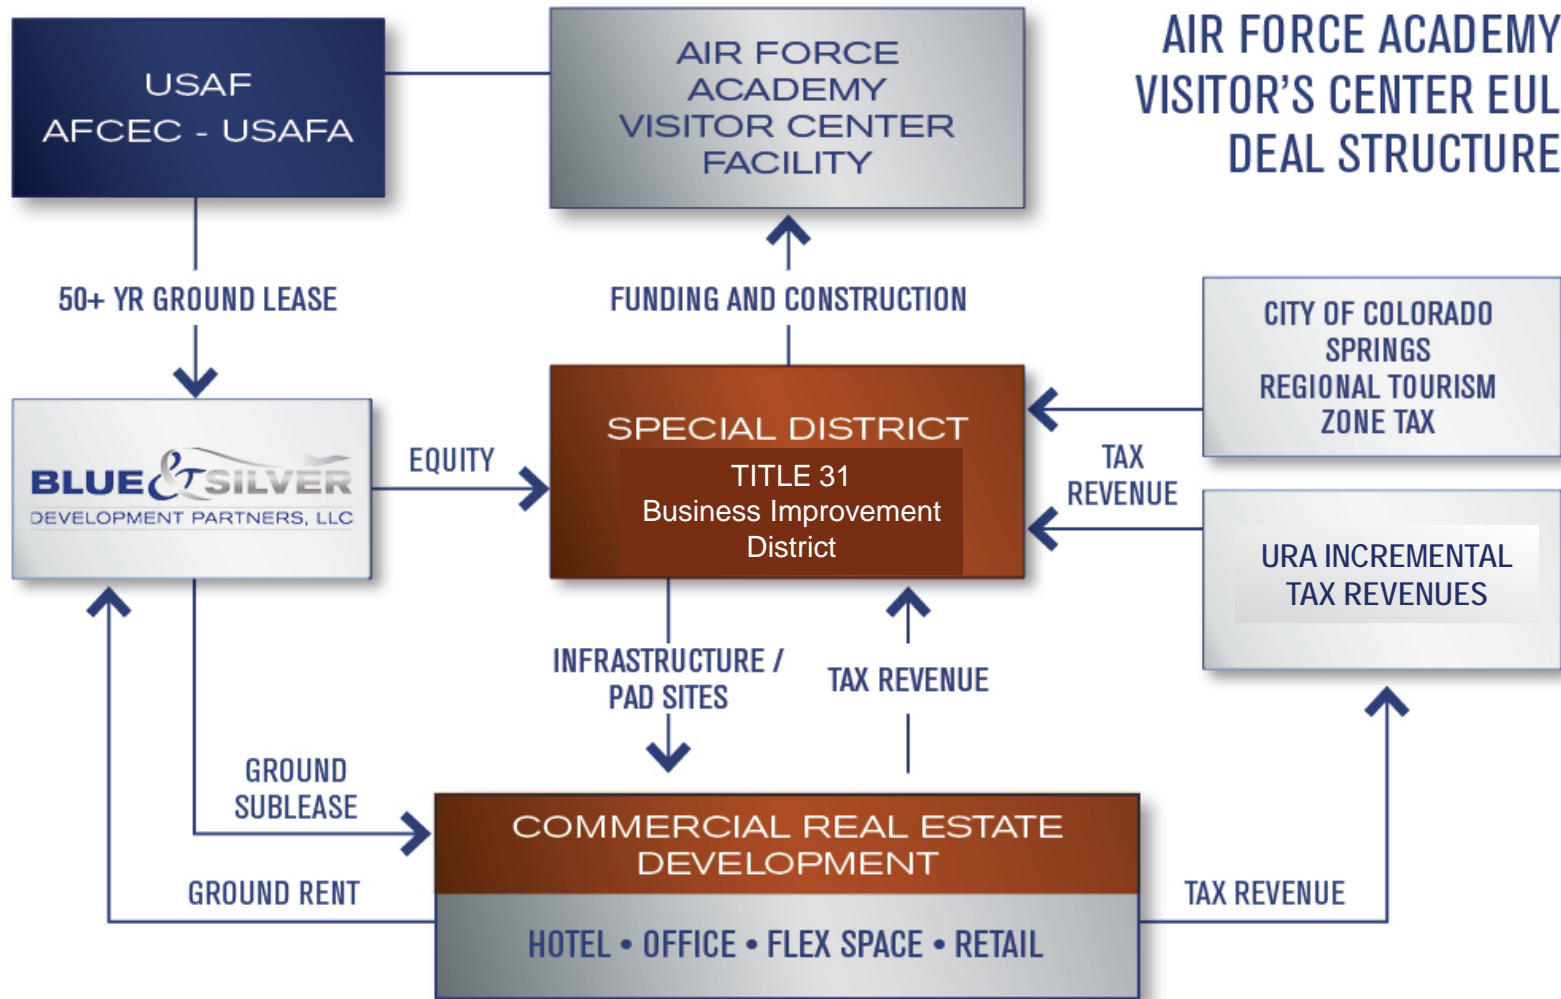 AIR FORCE ACADEMY
VISITOR'S CENTER EUL
DEAL STRUCTURE
USAF
AFCEC - USAFA
AIR FORCE
ACADEMY
VISITOR CENTER
FACILITY
50+ YR GROUND LEASE
FUNDING AND CONSTRUCTION
CITY OF COLORADO
SPRINGS
REGIONAL TOURISM
ZONE TAX
BLUE & SILVER
DEVELOPMENT PARTNERS, LLC
EQUITY
SPECIAL DISTRICT
TITLE 31
Business Improvement
District
TAX
REVENUE
URA INCREMENTAL
TAX REVENUES
INFRASTRUCTURE /
PAD SITES
TAX REVENUE
GROUND
SUBLEASE
GROUND RENT
COMMERCIAL REAL ESTATE
DEVELOPMENT
HOTEL • OFFICE • FLEX SPACE • RETAIL
TAX REVENUE